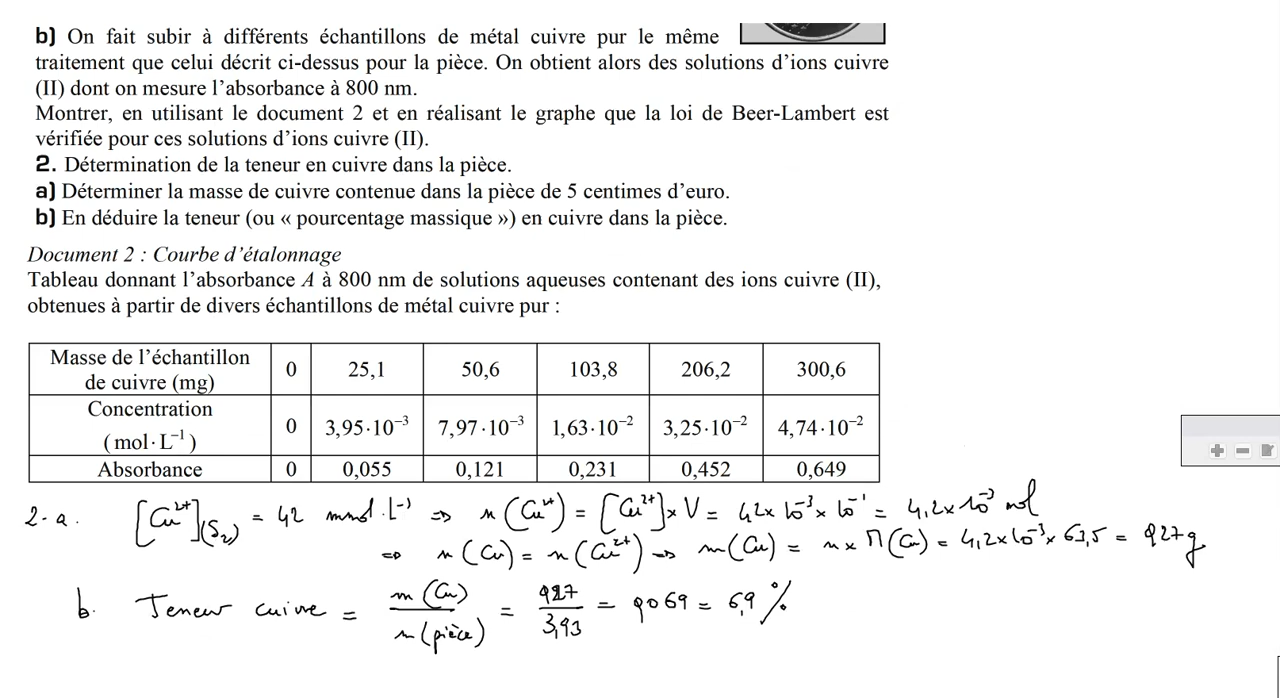 b) On fait subir à différents échantillons de métal cuivre pur le même
traitement que celui décrit ci-dessus pour la pièce. On obtient alors des solutions d’ions cuivre
(II) dont on mesure l’absorbance à 800 nm.
Montrer, en utilisant le document 2 et en réalisant le graphe que la loi de Beer-Lambert est
vérifiée pour ces solutions d’ions cuivre (II).
2. Détermination de la teneur en cuivre dans la pièce.
a) Déterminer la masse de cuivre contenue dans la pièce de 5 centimes d’euro.
b) En déduire la teneur (ou « pourcentage massique ») en cuivre dans la pièce.
Document 2 : Courbe d’étalonnage
Tableau donnant l’absorbance A à 800 nm de solutions aqueuses contenant des ions cuivre (II),
obtenues à partir de divers échantillons de métal cuivre pur :
Masse de l’échantillon de cuivre (mg) 0 25,1 50,6 103,8 206,2 300,6
Concentration (mol·L⁻¹) 0 3,95·10⁻³ 7,97·10⁻³ 1,63·10⁻² 3,25·10⁻² 4,74·10⁻²
Absorbance 0 0,055 0,121 0,231 0,452 0,649
2-a. [Cu²⁺](S₂) = 42 mmol.L⁻¹ ⇒ n(Cu²⁺) = [Cu²⁺]×V = 42×10⁻³×10⁻¹ = 4,2×10⁻³ mol
⇒ n(Cu) = n(Cu²⁺) ⇒ m(Cu) = n×M(Cu) = 4,2×10⁻³×63,5 = 0,27g
b. Teneur cuivre = m(Cu)/m(pièce) = 0,27/3,93 = 0,069 = 6,9%